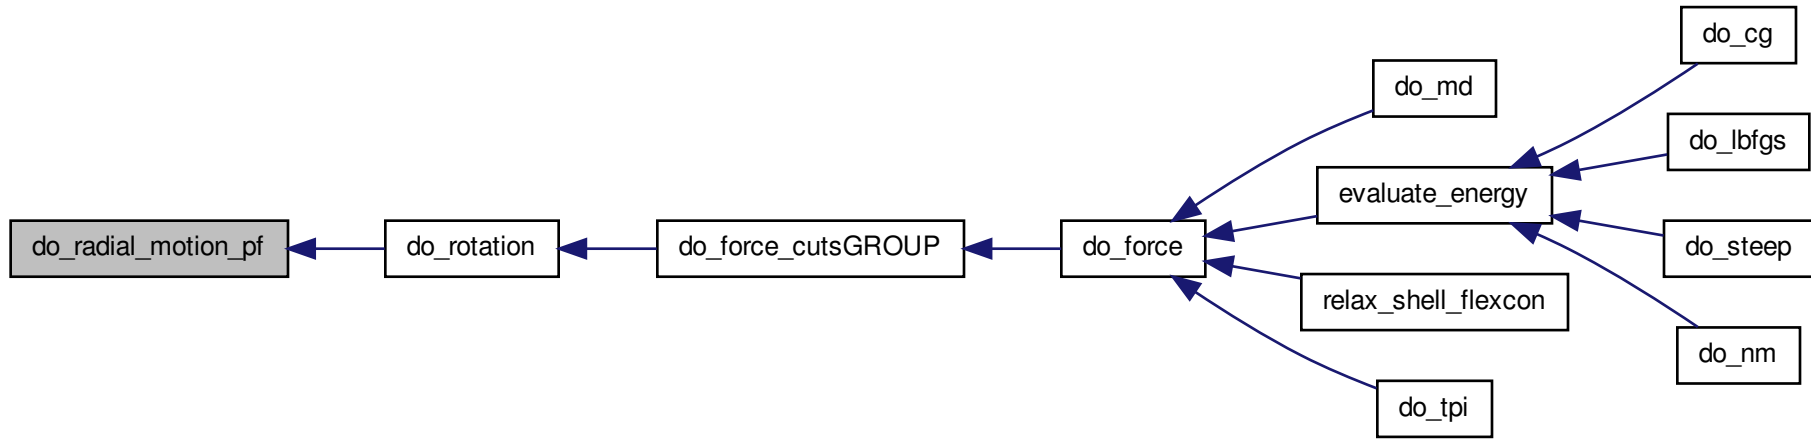 do_radial_motion_pf
do_rotation
do_force_cutsGROUP
do_force
do_md
evaluate_energy
relax_shell_flexcon
do_tpi
do_cg
do_lbfgs
do_steep
do_nm